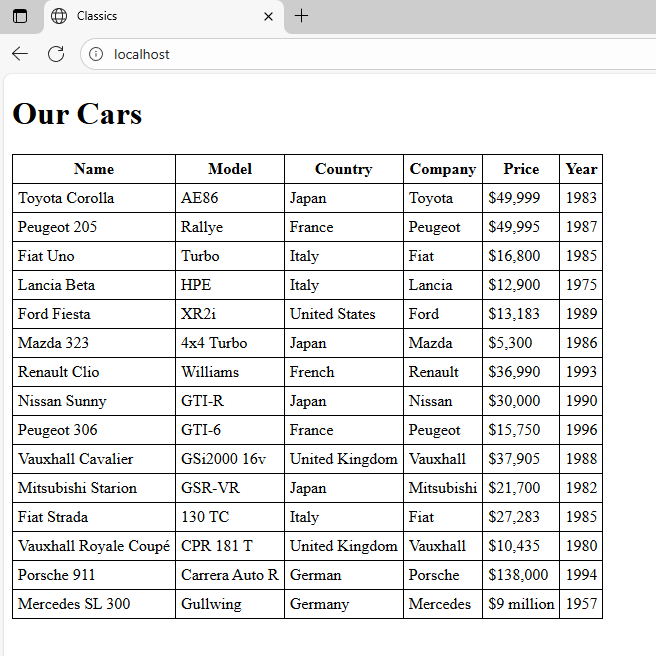 Classics
localhost
Our Cars
Name Model Country Company Price Year
Toyota Corolla AE86 Japan Toyota $49,999 1983
Peugeot 205 Rallye France Peugeot $49,995 1987
Fiat Uno Turbo Italy Fiat $16,800 1985
Lancia Beta HPE Italy Lancia $12,900 1975
Ford Fiesta XR2i United States Ford $13,183 1989
Mazda 323 4x4 Turbo Japan Mazda $5,300 1986
Renault Clio Williams French Renault $36,990 1993
Nissan Sunny GTI-R Japan Nissan $30,000 1990
Peugeot 306 GTI-6 France Peugeot $15,750 1996
Vauxhall Cavalier GSi2000 16v United Kingdom Vauxhall $37,905 1988
Mitsubishi Starion GSR-VR Japan Mitsubishi $21,700 1982
Fiat Strada 130 TC Italy Fiat $27,283 1985
Vauxhall Royale Coupé CPR 181 T United Kingdom Vauxhall $10,435 1980
Porsche 911 Carrera Auto R German Porsche $138,000 1994
Mercedes SL 300 Gullwing Germany Mercedes $9 million 1957